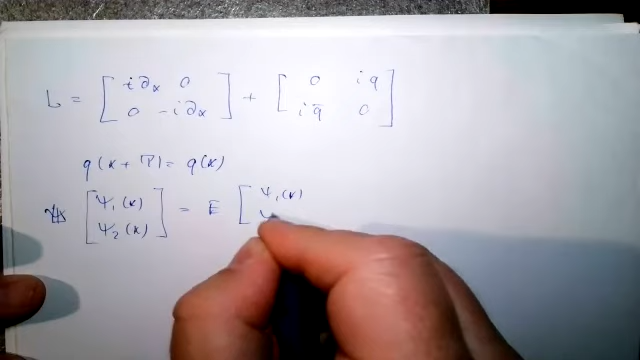 L = [ i∂x 0 ; 0 -i∂x ] + [ 0 iq ; iq̄ 0 ]
q(x + T) = q(x)
[ Ψ₁(x) ; Ψ₂(x) ] = E [ Ψ₁(x)